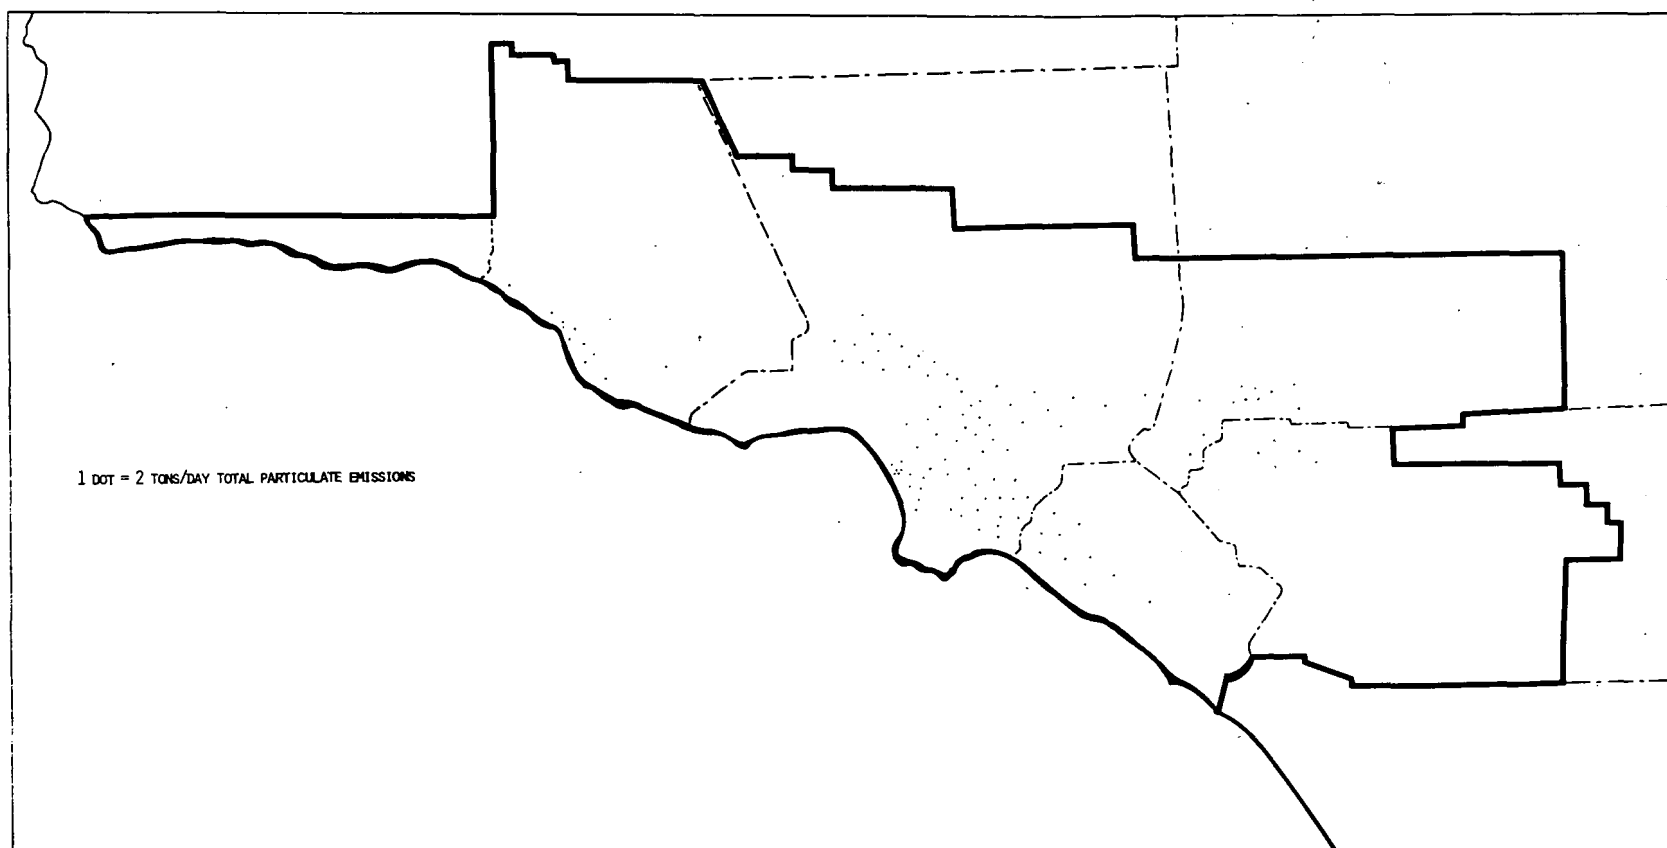 1 DOT = 2 TONS/DAY TOTAL PARTICULATE EMISSIONS